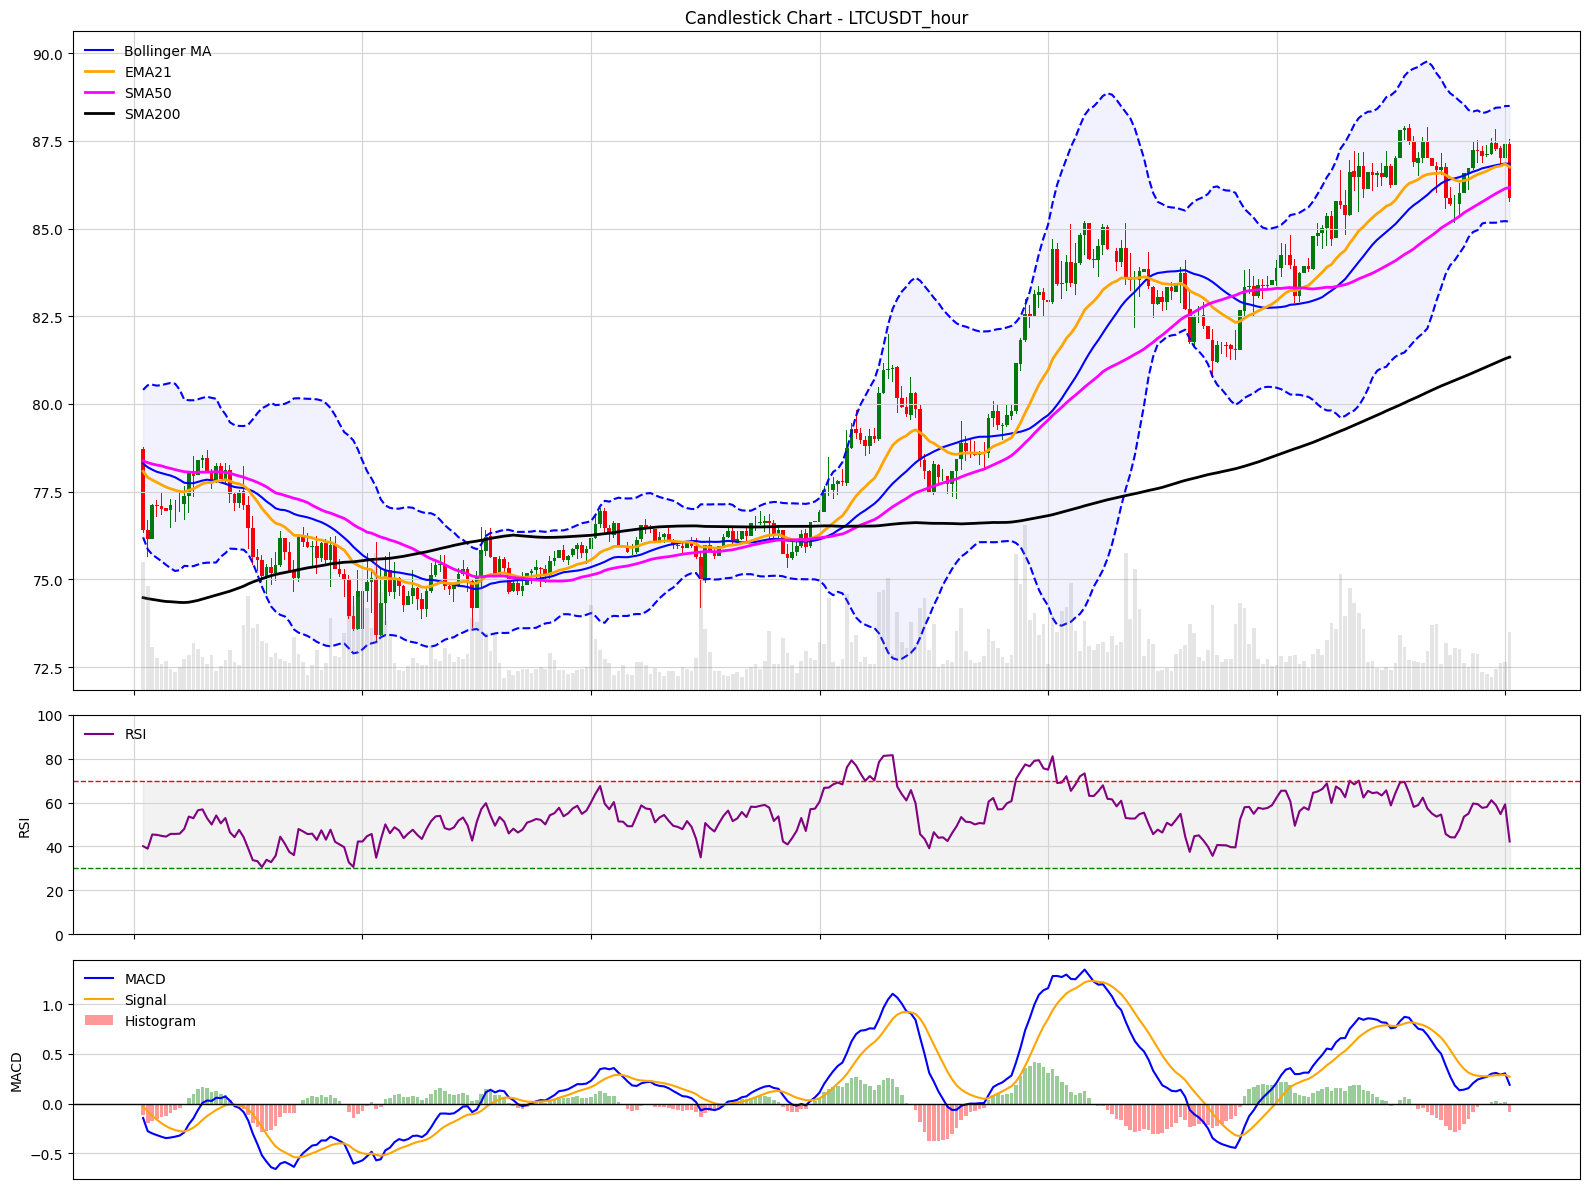 Candlestick Chart - LTCUSDT_hour
Bollinger MA
EMA21
SMA50
SMA200
90.0
87.5
85.0
82.5
80.0
77.5
75.0
72.5
RSI
RSI
100
80
60
40
20
0
MACD
Signal
Histogram
MACD
1.0
0.5
0.0
−0.5